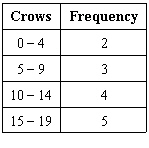 Crows Frequency
0 – 4 2
5 – 9 3
10 – 14 4
15 – 19 5